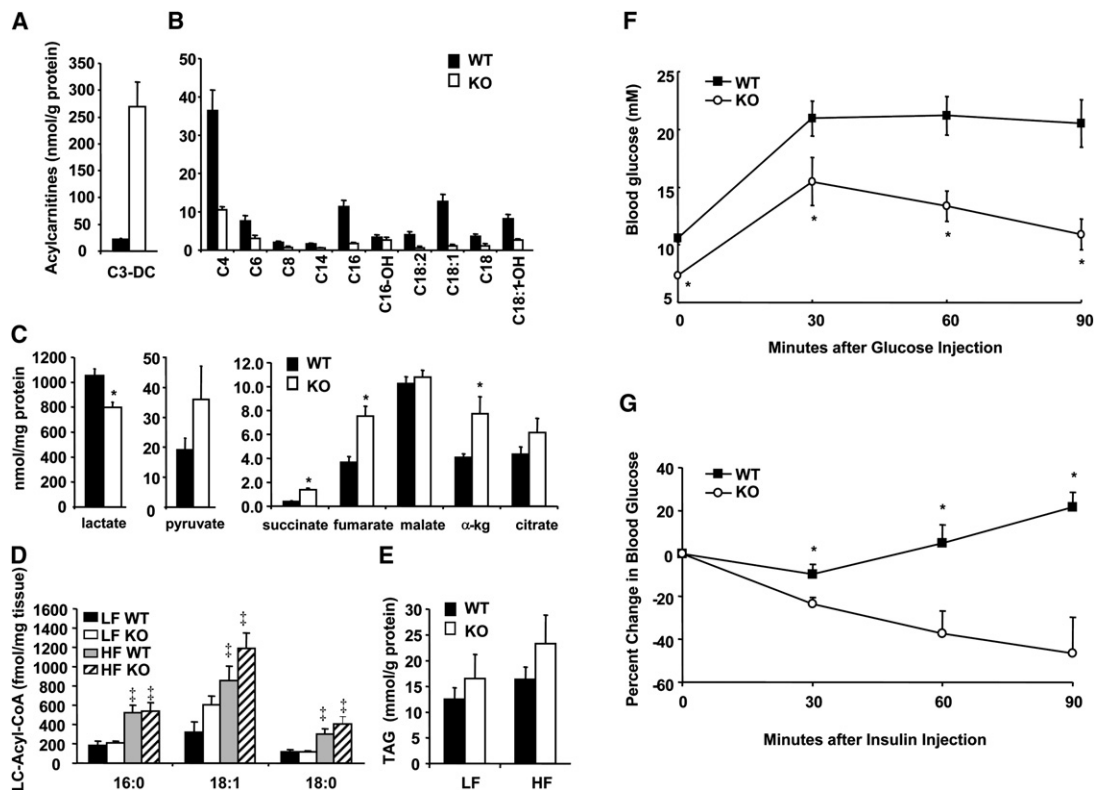 A
Acylcarnitines (nmol/g protein)
350
300
250
200
150
100
50
0
C3-DC
B
50
40
30
20
10
0
WT
KO
C4
C6
C8
C14
C16
C16-OH
C18:2
C18:1
C18
C18:1-OH
C
nmol/mg protein
1200
1000
800
600
400
200
0
*
lactate
50
40
30
20
10
0
pyruvate
12.0
10.0
8.0
6.0
4.0
2.0
0.0
WT
KO
*
*
*
succinate fumarate malate α-kg citrate
D
LC-Acyl-CoA (fmol/mg tissue)
1600
1400
1200
1000
800
600
400
200
LF WT
LF KO
HF WT
HF KO
‡ ‡
‡ ‡
‡ ‡
16:0 18:1 18:0
E
TAG (mmol/g protein)
30
25
20
15
10
5
0
WT
KO
LF HF
F
Blood glucose (mM)
25
20
15
10
5
WT
KO
*
*
*
*
0 30 60 90
Minutes after Glucose Injection
G
Percent Change in Blood Glucose
40
20
0
-20
-40
-60
WT
KO
*
*
*
0 30 60 90
Minutes after Insulin Injection